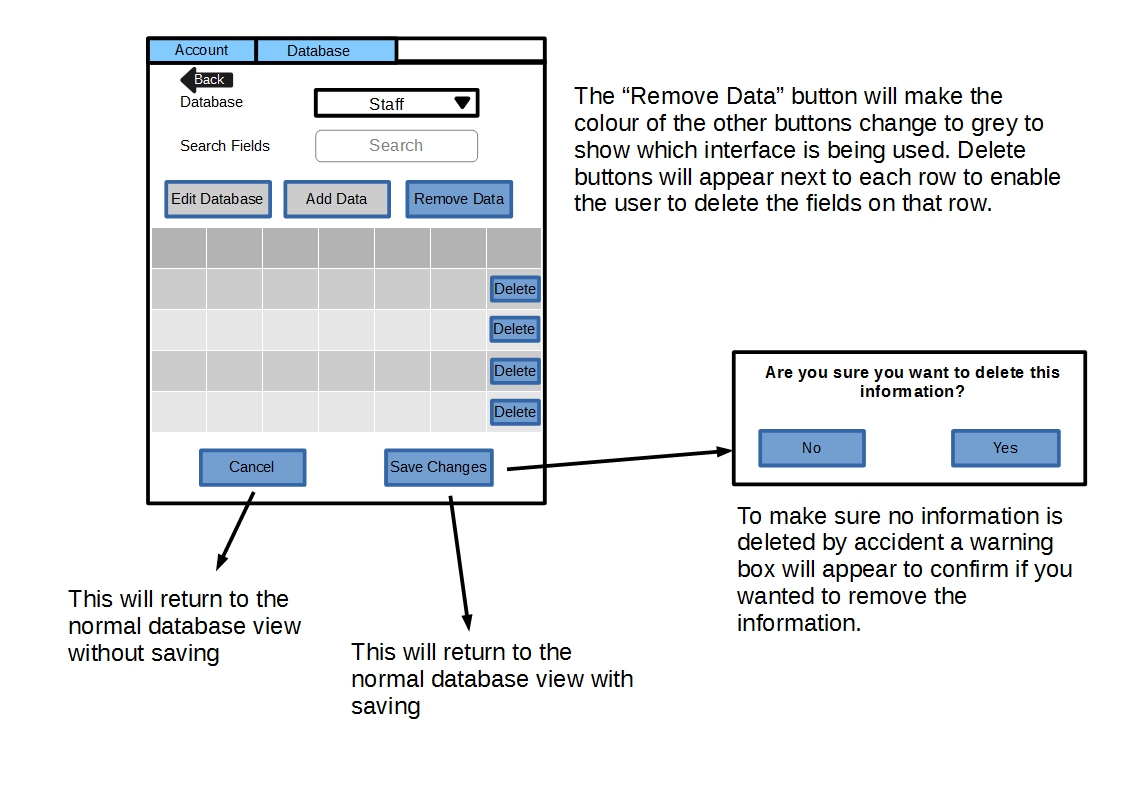 Account Database
Back
Database Staff
Search Fields Search
Edit Database Add Data Remove Data
Delete
Delete
Delete
Delete
Cancel Save Changes
The “Remove Data” button will make the
colour of the other buttons change to grey to
show which interface is being used. Delete
buttons will appear next to each row to enable
the user to delete the fields on that row.
Are you sure you want to delete this
information?
No Yes
To make sure no information is
deleted by accident a warning
box will appear to confirm if you
wanted to remove the
information.
This will return to the
normal database view
without saving
This will return to the
normal database view with
saving